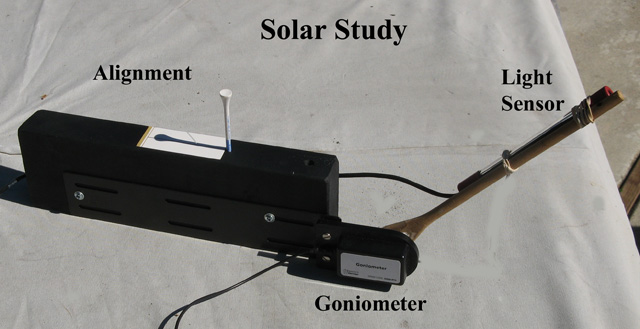 Solar Study
Alignment
Light
Sensor
Goniometer
Goniometer